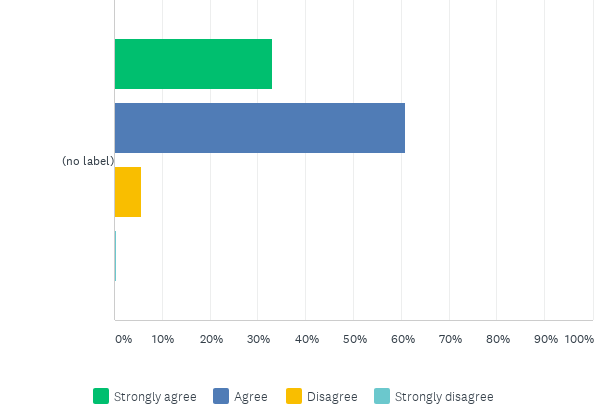 (no label)
0% 10% 20% 30% 40% 50% 60% 70% 80% 90% 100%
Strongly agree Agree Disagree Strongly disagree